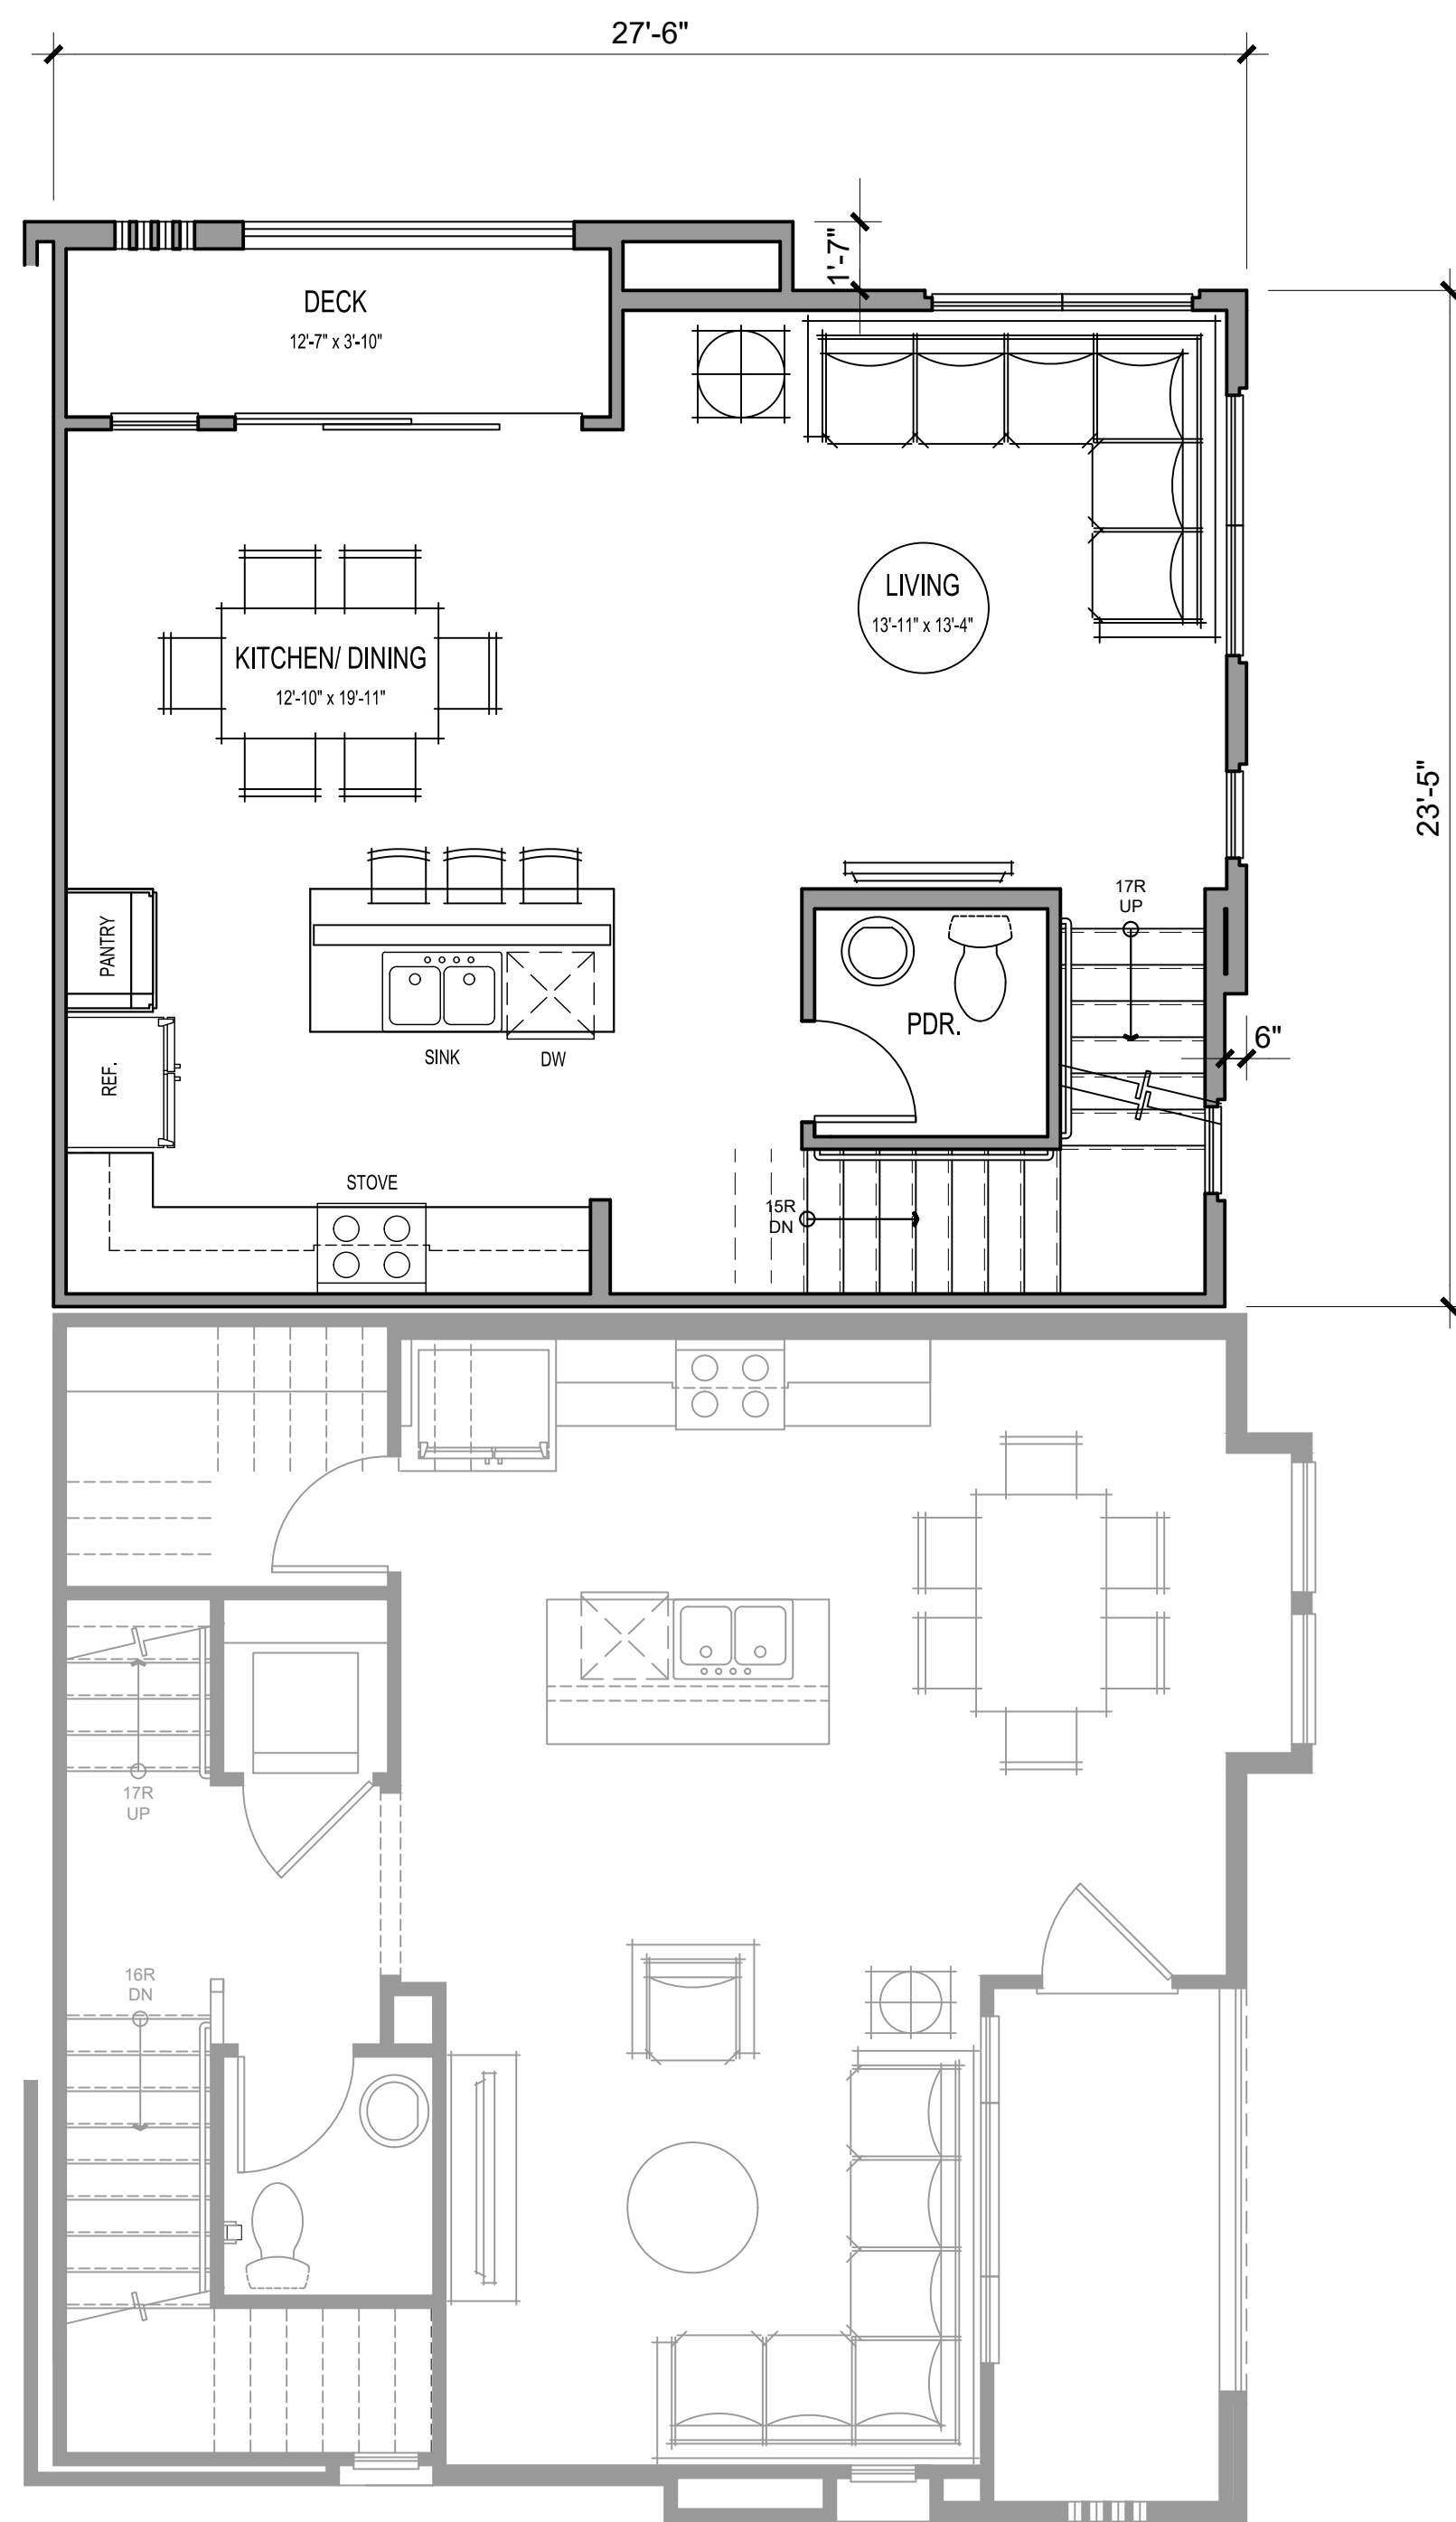 27'-6"
1'-7"
DECK
12'-7" x 3'-10"
LIVING
13'-11" x 13'-4"
KITCHEN/ DINING
12'-10" x 19'-11"
23'-5"
PANTRY
17R
UP
PDR.
6"
SINK
DW
REF.
STOVE
15R
DN
17R
UP
16R
DN